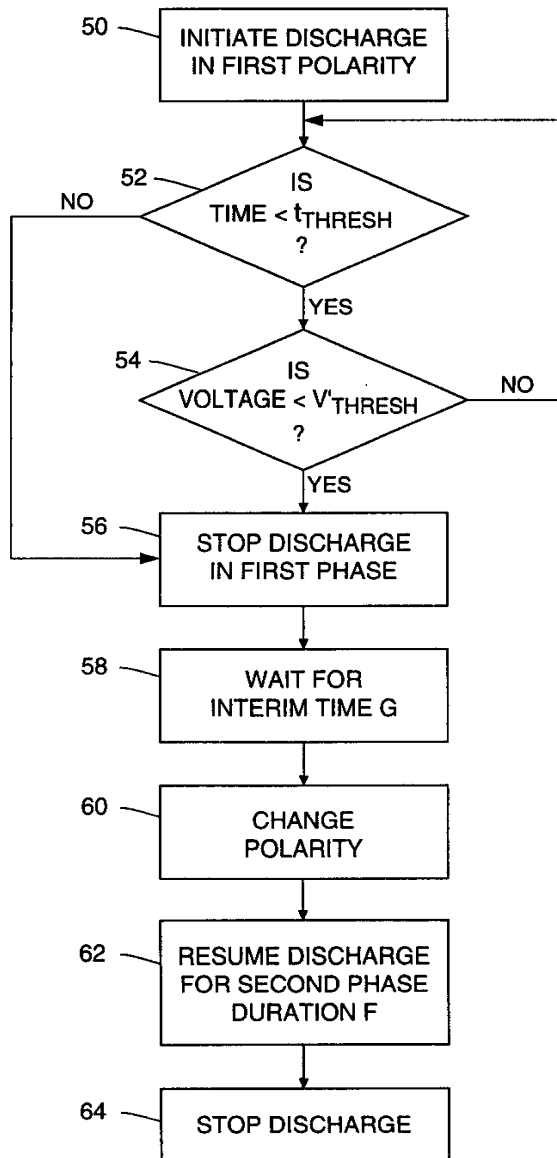 50
INITIATE DISCHARGE
IN FIRST POLARITY
52
NO
IS
TIME < tTHRESH
?
YES
54
IS
VOLTAGE < V'THRESH
?
NO
YES
56
STOP DISCHARGE
IN FIRST PHASE
58
WAIT FOR
INTERIM TIME G
60
CHANGE
POLARITY
62
RESUME DISCHARGE
FOR SECOND PHASE
DURATION F
64
STOP DISCHARGE